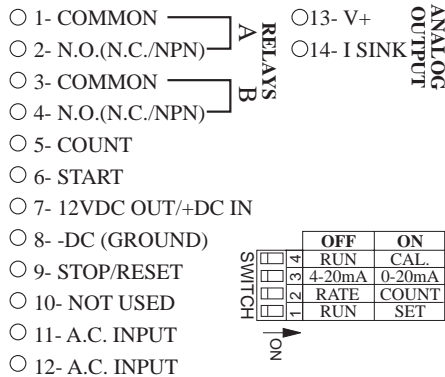 1- COMMON
2- N.O.(N.C./NPN)
A
3- COMMON
4- N.O.(N.C./NPN)
B
RELAYS
5- COUNT
6- START
7- 12VDC OUT/+DC IN
8- -DC (GROUND)
9- STOP/RESET
10- NOT USED
11- A.C. INPUT
12- A.C. INPUT
13- V+
14- I SINK
ANALOG
OUTPUT
SWITCH
OFF ON
4 RUN CAL.
3 4-20mA 0-20mA
2 RATE COUNT
1 RUN SET
ON